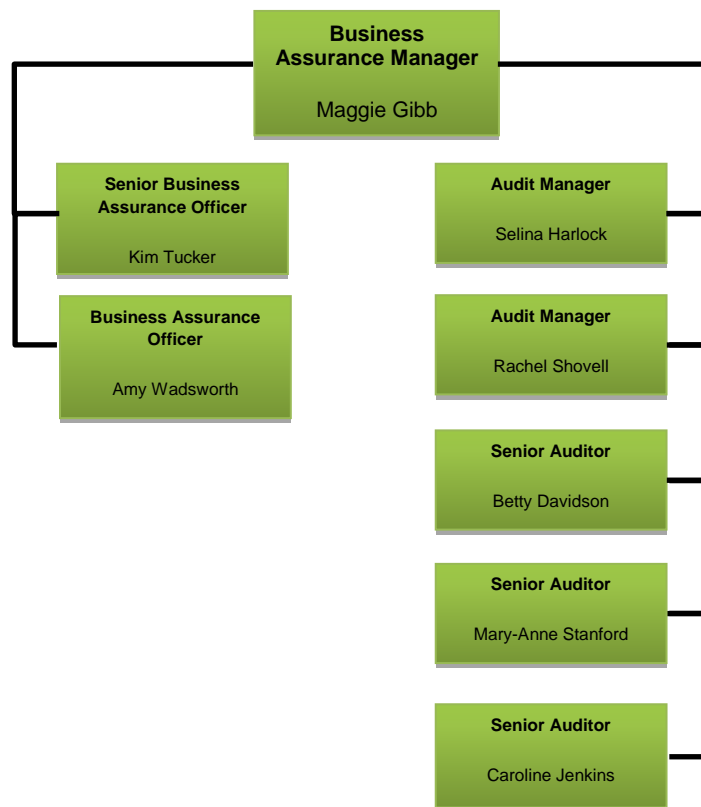 Business
Assurance Manager
Maggie Gibb
Senior Business
Assurance Officer
Kim Tucker
Business Assurance
Officer
Amy Wadsworth
Audit Manager
Selina Harlock
Audit Manager
Rachel Shovell
Senior Auditor
Betty Davidson
Senior Auditor
Mary-Anne Stanford
Senior Auditor
Caroline Jenkins